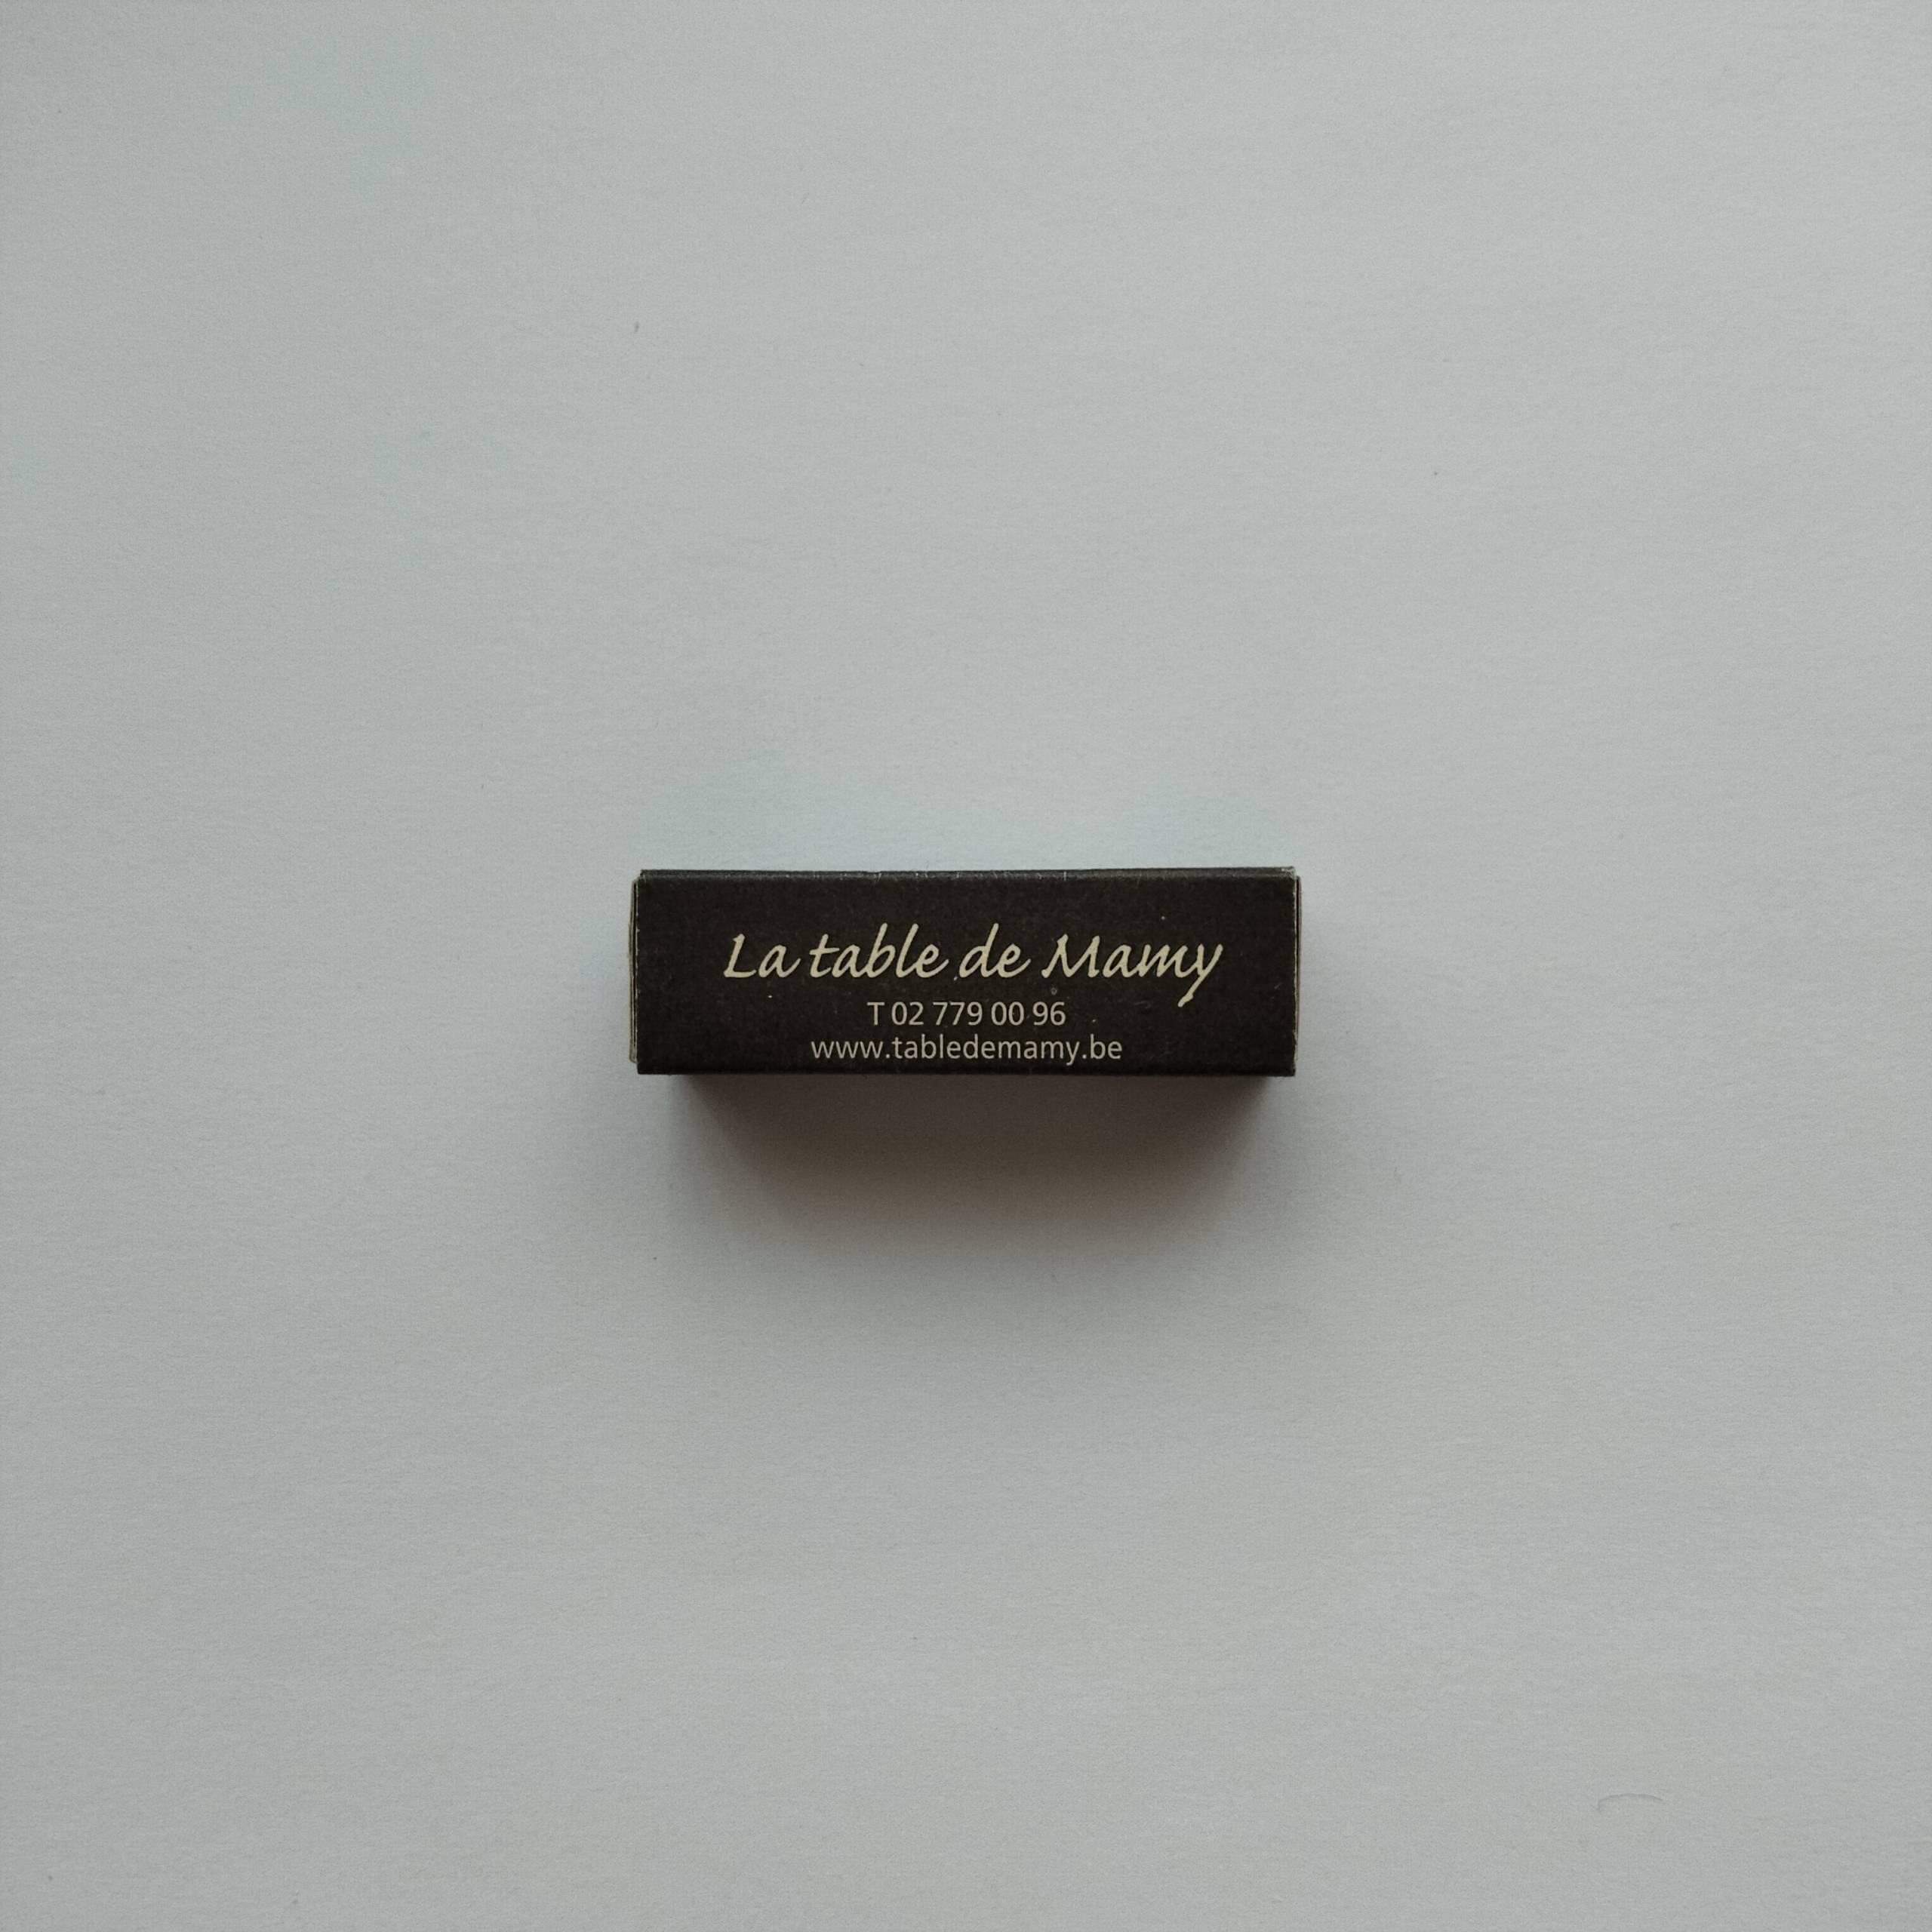 La table de Mamy
T 02 779 00 96
www.tabledemamy.be